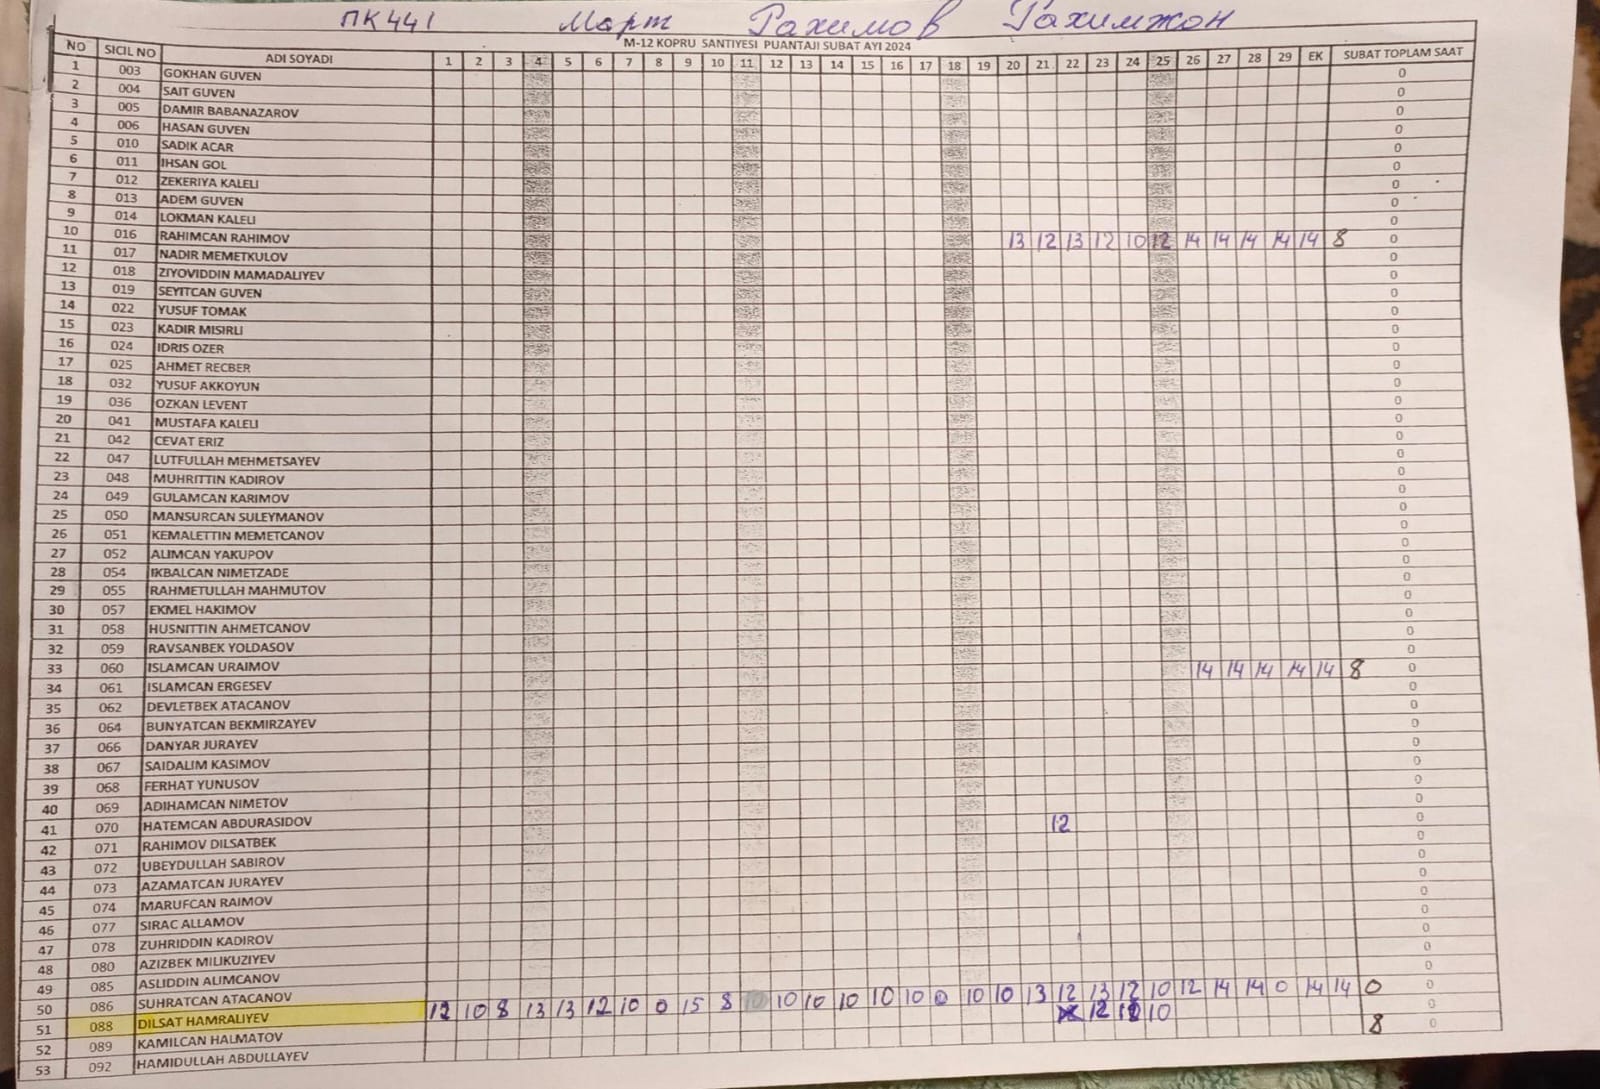 ПК441 Март Рахимов Рахимжон
M-12 KOPRU SANTIYESI PUANTAJI SUBAT AYI 2024
NO SICIL NO ADI SOYADI 1 2 3 4 5 6 7 8 9 10 11 12 13 14 15 16 17 18 19 20 21 22 23 24 25 26 27 28 29 EK SUBAT TOPLAM SAAT
1 003 GOKHAN GUVEN 0
2 004 SAIT GUVEN 0
3 005 DAMIR BABANAZAROV 0
4 006 HASAN GUVEN 0
5 010 SADIK ACAR 0
6 011 IHSAN GOL 0
7 012 ZEKERIYA KALELI 0
8 013 ADEM GUVEN 0
9 014 LOKMAN KALELI 0
10 016 RAHIMCAN RAHIMOV 13 12 13 12 10 12 14 14 14 14 14 8 0
11 017 NADIR MEMETKULOV 0
12 018 ZIYOVIDDIN MAMADALIYEV 0
13 019 SEYITCAN GUVEN 0
14 022 YUSUF TOMAK 0
15 023 KADIR MISIRLI 0
16 024 IDRIS OZER 0
17 025 AHMET RECBER 0
18 032 YUSUF AKKOYUN 0
19 036 OZKAN LEVENT 0
20 041 MUSTAFA KALELI 0
21 042 CEVAT ERIZ 0
22 047 LUTFULLAH MEHMETSAYEV 0
23 048 MUHRITTIN KADIROV 0
24 049 GULAMCAN KARIMOV 0
25 050 MANSURCAN SULEYMANOV 0
26 051 KEMALETTIN MEMETCANOV 0
27 052 ALIMCAN YAKUPOV 0
28 054 IKBALCAN NIMETZADE 0
29 055 RAHMETULLAH MAHMUTOV 0
30 057 EKMEL HAKIMOV 0
31 058 HUSNITTIN AHMETCANOV 0
32 059 RAVSANBEK YOLDASOV 0
33 060 ISLAMCAN URAIMOV 14 14 14 14 14 8 0
34 061 ISLAMCAN ERGESEV 0
35 062 DEVLETBEK ATACANOV 0
36 064 BUNYATCAN BEKMIRZAYEV 0
37 066 DANYAR JURAYEV 0
38 067 SAIDALIM KASIMOV 0
39 068 FERHAT YUNUSOV 0
40 069 ADIHAMCAN NIMETOV 0
41 070 HATEMCAN ABDURASIDOV 12 0
42 071 RAHIMOV DILSATBEK 0
43 072 UBEYDULLAH SABIROV 0
44 073 AZAMATCAN JURAYEV 0
45 074 MARUFCAN RAIMOV 0
46 077 SIRAC ALLAMOV 0
47 078 ZUHRIDDIN KADIROV 0
48 080 AZIZBEK MILIKUZIYEV 0
49 085 ASLIDDIN ALIMCANOV 0
50 086 SUHRATCAN ATACANOV 0
51 088 DILSAT HAMRALIYEV 12 10 8 13 13 12 10 0 15 8 10 10 10 10 10 10 0 10 10 13 12 13 12 10 12 14 14 0 14 14 0 0
52 089 KAMILCAN HALMATOV 12 12 10 0
53 092 HAMIDULLAH ABDULLAYEV 8 0